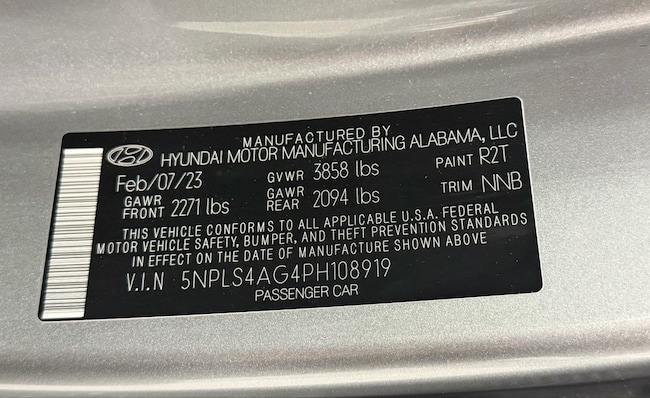 MANUFACTURED BY
HYUNDAI MOTOR MANUFACTURING ALABAMA, LLC
Feb/07/23 GVWR 3858 lbs PAINT R2T
GAWR FRONT 2271 lbs GAWR REAR 2094 lbs TRIM NNB
THIS VEHICLE CONFORMS TO ALL APPLICABLE U.S.A. FEDERAL
MOTOR VEHICLE SAFETY, BUMPER, AND THEFT PREVENTION STANDARDS
IN EFFECT ON THE DATE OF MANUFACTURE SHOWN ABOVE
V.I.N 5NPLS4AG4PH108919
PASSENGER CAR